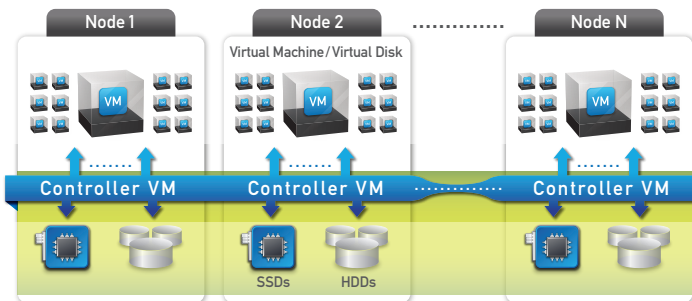 Node 1
Node 2
Node N
Virtual Machine/Virtual Disk
VM
VM
VM
Controller VM
Controller VM
Controller VM
SSDs
HDDs